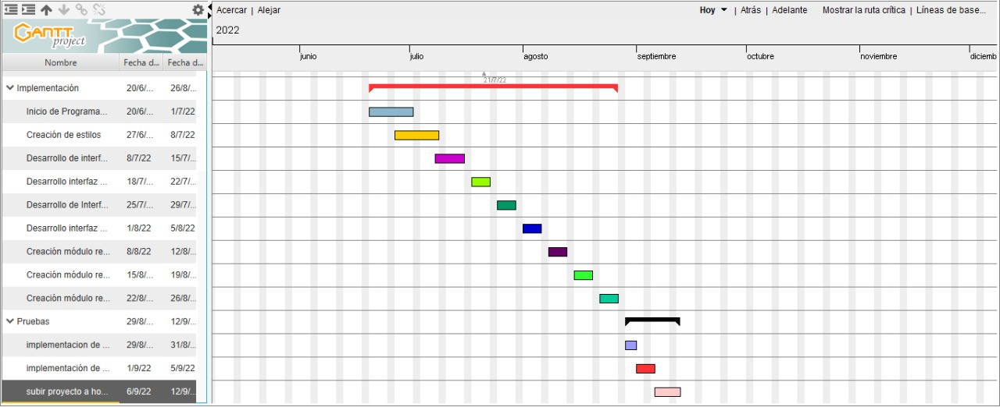 Acercar | Alejar
Hoy | Atrás | Adelante Mostrar la ruta crítica | Líneas de base...
2022
GANTT
project
junio julio agosto septiembre octubre noviembre diciemb
Nombre Fecha d... Fecha d...
21/7/22
Implementación 20/6/... 26/8/...
Inicio de Programa... 20/6/... 1/7/22
Creación de estilos 27/6/... 8/7/22
Desarrollo de interf... 8/7/22 15/7/...
Desarrollo interfaz ... 18/7/... 22/7/...
Desarrollo de Interf... 25/7/... 29/7/...
Desarrollo interfaz ... 1/8/22 5/8/22
Creación módulo re... 8/8/22 12/8/...
Creación módulo re... 15/8/... 19/8/...
Creación módulo re... 22/8/... 26/8/...
Pruebas 29/8/... 12/9/...
implementacion de ... 29/8/... 31/8/...
implementación de ... 1/9/22 5/9/22
subir proyecto a ho... 6/9/22 12/9/...